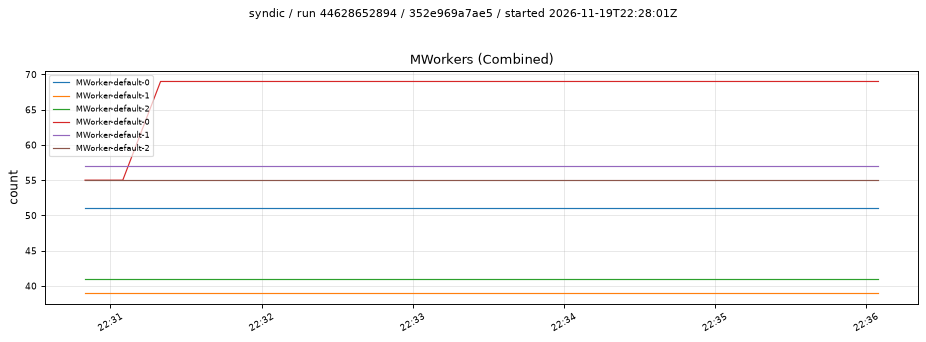 syndic / run 44628652894 / 352e969a7ae5 / started 2026-11-19T22:28:01Z
MWorkers (Combined)
70
65
60
55
50
45
40
count
MWorker-default-0
MWorker-default-1
MWorker-default-2
MWorker-default-0
MWorker-default-1
MWorker-default-2
22:31
22:32
22:33
22:34
22:35
22:36